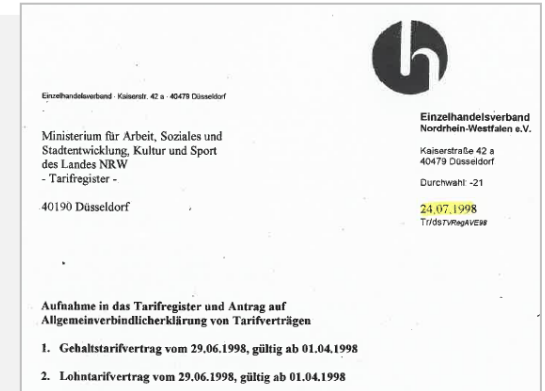 Einzelhandelsverband · Kaiserstr. 42 a · 40479 Düsseldorf
Ministerium für Arbeit, Soziales und
Stadtentwicklung, Kultur und Sport
des Landes NRW
- Tarifregister -
40190 Düsseldorf
Einzelhandelsverband
Nordrhein-Westfalen e.V.
Kaiserstraße 42 a
40479 Düsseldorf
Durchwahl: -21
24.07.1998
Tr/dsTVRegAVE98
Aufnahme in das Tarifregister und Antrag auf
Allgemeinverbindlicherklärung von Tarifverträgen
1. Gehaltstarifvertrag vom 29.06.1998, gültig ab 01.04.1998
2. Lohntarifvertrag vom 29.06.1998, gültig ab 01.04.1998